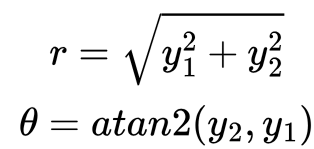 r = √(y₁² + y₂²)
θ = atan2(y₂, y₁)